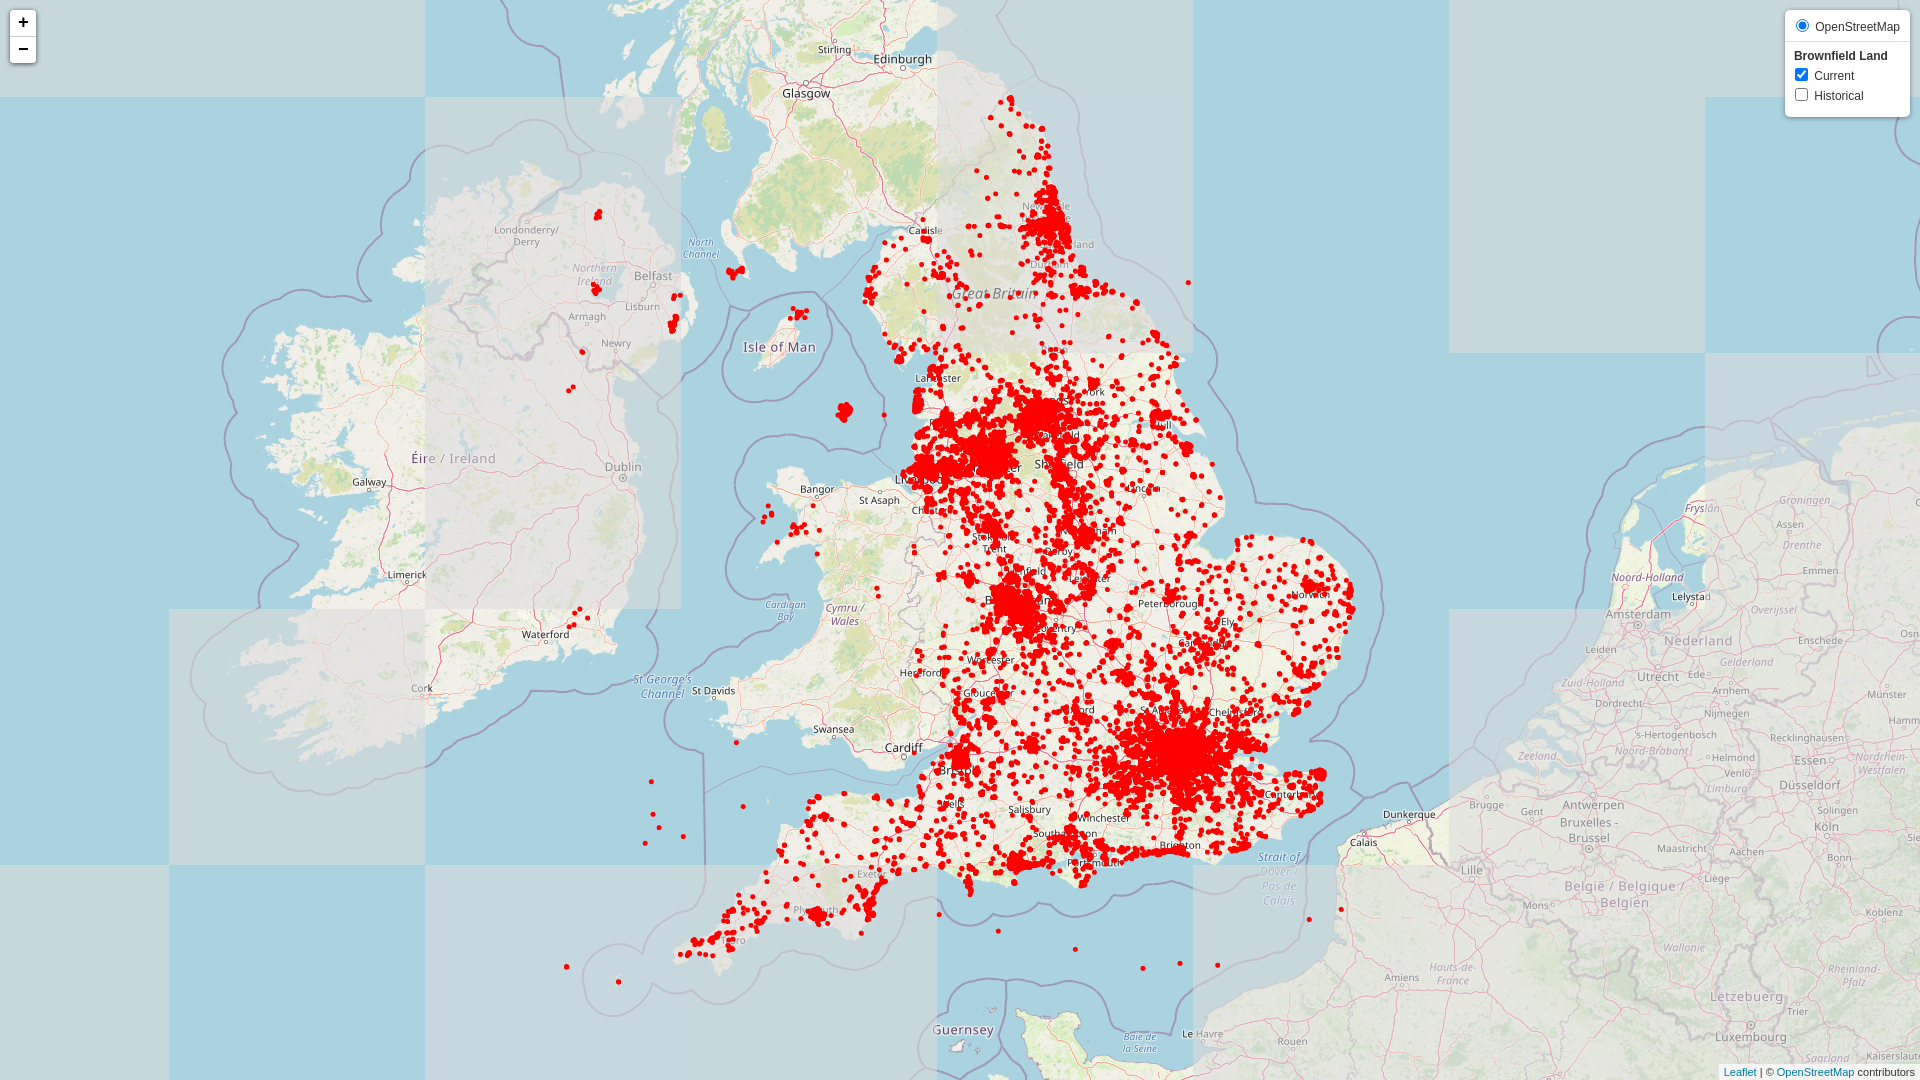 +
−
OpenStreetMap
Brownfield Land
Current
Historical
Stirling
Edinburgh
Glasgow
Londonderry/
Derry
North
Channel
Northern
Ireland
Belfast
Lisburn
Armagh
Newry
Carlisle
Great Britain
Isle of Man
Lancaster
York
Éire / Ireland
Dublin
Galway
Bangor
St Asaph
Sheffield
Lincoln
Derby
Limerick
Waterford
Cork
Cardigan
Bay
Cymru /
Wales
Peterborough
Norwich
Ely
Worcester
Hereford
Gloucester
St George's
Channel
St Davids
Swansea
Cardiff
Bristol
Wells
St Albans
Chelmsford
Canterbury
Salisbury
Winchester
Southampton
Portsmouth
Brighton
Exeter
Plymouth
Truro
Strait of
Dover /
Pas de
Calais
Dunkerque
Calais
Lille
Guernsey
Baie de
la Seine
Le Havre
Rouen
Amiens
Hauts-de-
France
Fryslân
Groningen
Assen
Drenthe
Emmen
Noord-Holland
Lelystad
Amsterdam
Overijssel
Leiden
Nederland
Enschede
Utrecht
Ede
Gelderland
Zuid-Holland
Dordrecht
Arnhem
Nijmegen
Münster
's-Hertogenbosch
Noord-Brabant
Zeeland
Helmond
Venlo
Recklinghausen
Essen
Nordrhein-
Westfalen
Limburg
Düsseldorf
Brugge
Gent
Antwerpen
Bruxelles -
Brussel
Solingen
Köln
Maastricht
Aachen
Bonn
Liège
België / Belgique /
Belgien
Mons
Namur
Koblenz
Wallonie
Rheinland-
Pfalz
Lëtzebuerg
Trier
Luxembourg
Saarland
Kaiserslautern
Leaflet | © OpenStreetMap contributors